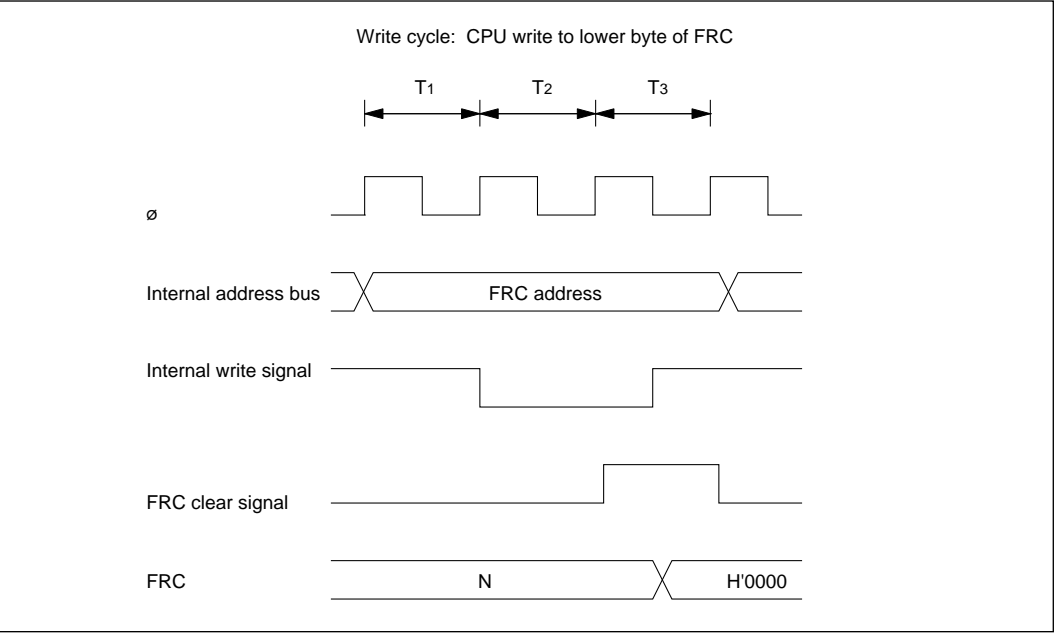 Write cycle: CPU write to lower byte of FRC
T1 T2 T3
ø
Internal address bus FRC address
Internal write signal
FRC clear signal
FRC N H'0000